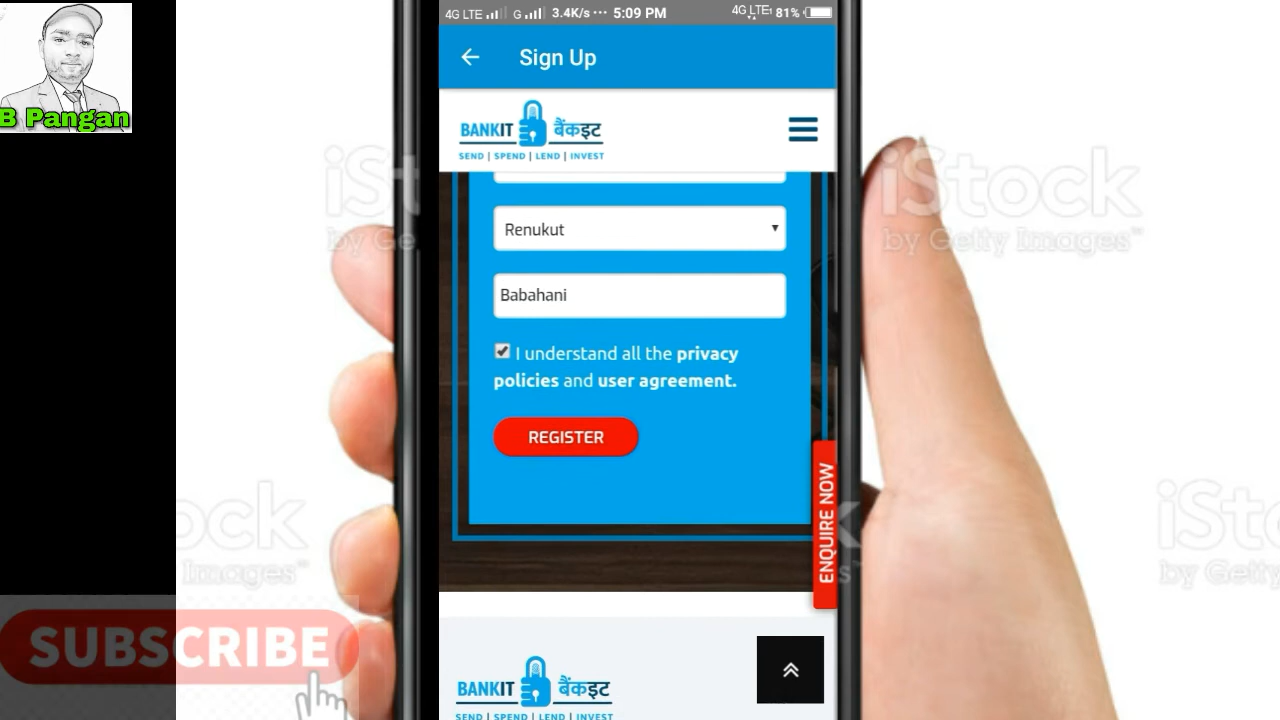 4G LTE G 3.4K/s ··· 5:09 PM 4G LTE 81%
Sign Up
B Pangan
BANKIT बैंकइट
SEND | SPEND | LEND | INVEST
iStock
by Getty Images™
Renukut
Babahani
I understand all the privacy
policies and user agreement.
REGISTER
ENQUIRE NOW
SUBSCRIBE
BANKIT बैंकइट
SEND | SPEND | LEND | INVEST